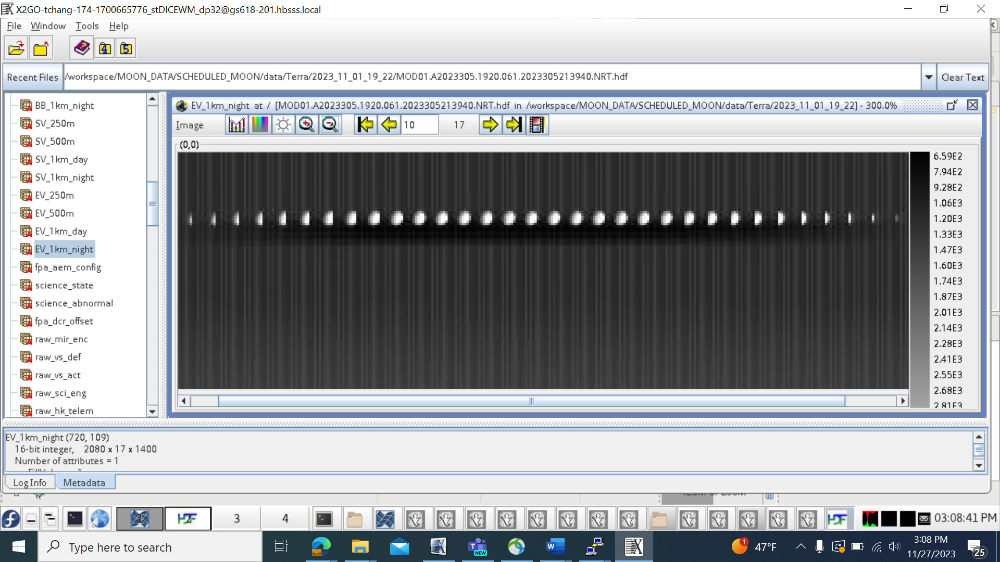 X2GO-tchang-174-1700665776_stDICEWM_dp32@gs618-201.hbsss.local
File Window Tools Help
4 5
Recent Files /workspace/MOON_DATA/SCHEDULED_MOON/data/Terra/2023_11_01_19_22/MOD01.A2023305.1920.061.2023305213940.NRT.hdf Clear Text
BB_1km_night
SV_250m
SV_500m
SV_1km_day
SV_1km_night
EV_250m
EV_500m
EV_1km_day
EV_1km_night
fpa_aem_config
science_state
science_abnormal
fpa_dcr_offset
raw_mir_enc
raw_vs_def
raw_vs_act
raw_sci_eng
raw_hk_telem
EV_1km_night at / [MOD01.A2023305.1920.061.2023305213940.NRT.hdf in /workspace/MOON_DATA/SCHEDULED_MOON/data/Terra/2023_11_01_19_22] - 300.0%
Image 10 17
(0,0)
6.59E2
7.94E2
9.28E2
1.06E3
1.20E3
1.33E3
1.47E3
1.60E3
1.74E3
1.87E3
2.01E3
2.14E3
2.28E3
2.41E3
2.55E3
2.68E3
2.81E3
EV_1km_night (720, 109)
16-bit integer, 2080 x 17 x 1400
Number of attributes = 1
Log Info Metadata
1 2 3 4 HDF 03:08:41 PM
Type here to search
NEW
1 47°F
3:08 PM
11/27/2023
25